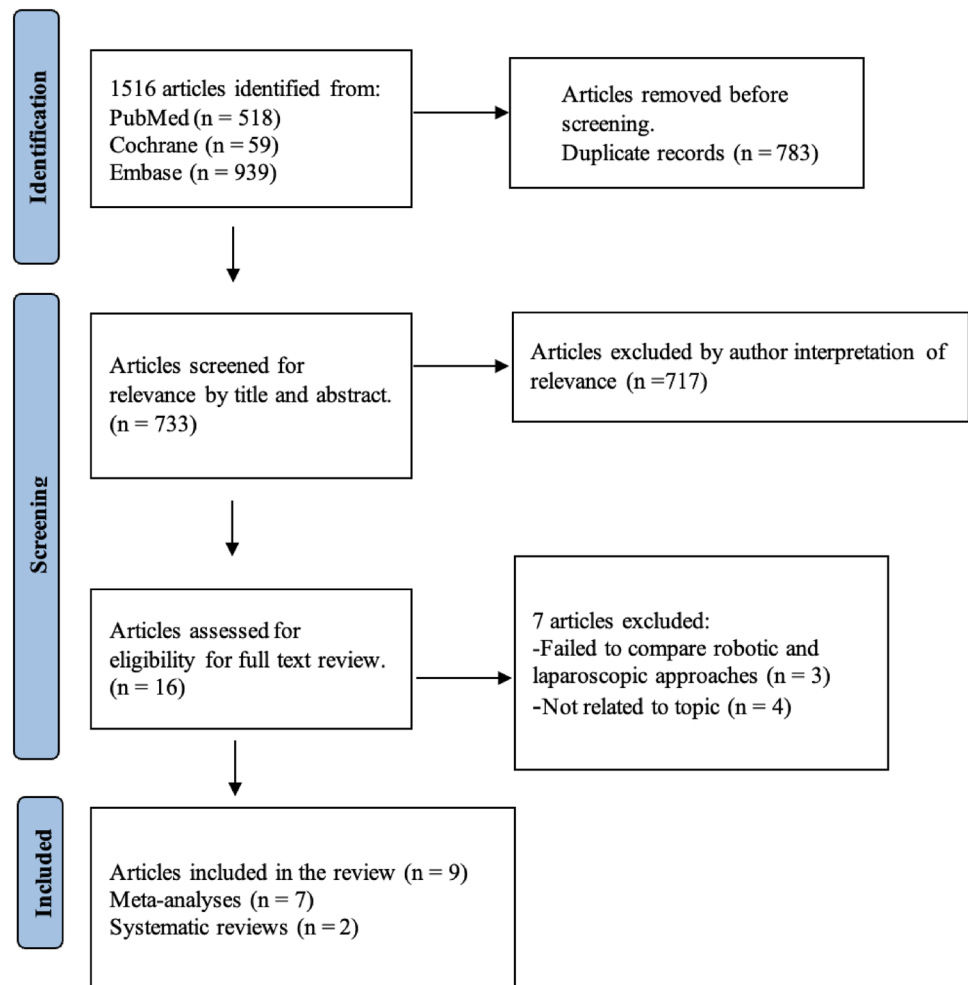 Identification
1516 articles identified from:
PubMed (n = 518)
Cochrane (n = 59)
Embase (n = 939)
Articles removed before
screening.
Duplicate records (n = 783)
Screening
Articles screened for
relevance by title and abstract.
(n = 733)
Articles excluded by author interpretation of
relevance (n =717)
Articles assessed for
eligibility for full text review.
(n = 16)
7 articles excluded:
-Failed to compare robotic and
laparoscopic approaches (n = 3)
-Not related to topic (n = 4)
Included
Articles included in the review (n = 9)
Meta-analyses (n = 7)
Systematic reviews (n = 2)